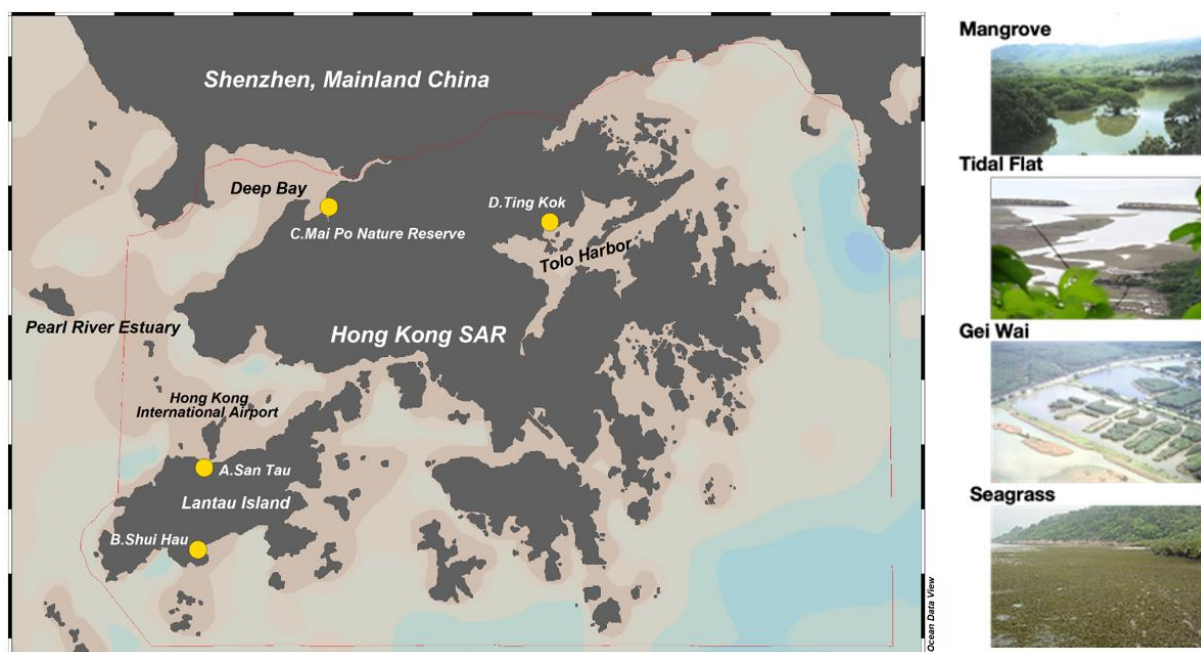 Shenzhen, Mainland China
Deep Bay
C.Mai Po Nature Reserve
D.Ting Kok
Tolo Harbor
Pearl River Estuary
Hong Kong SAR
Hong Kong
International Airport
A.San Tau
Lantau Island
B.Shui Hau
Ocean Data View
Mangrove
Tidal Flat
Gei Wai
Seagrass